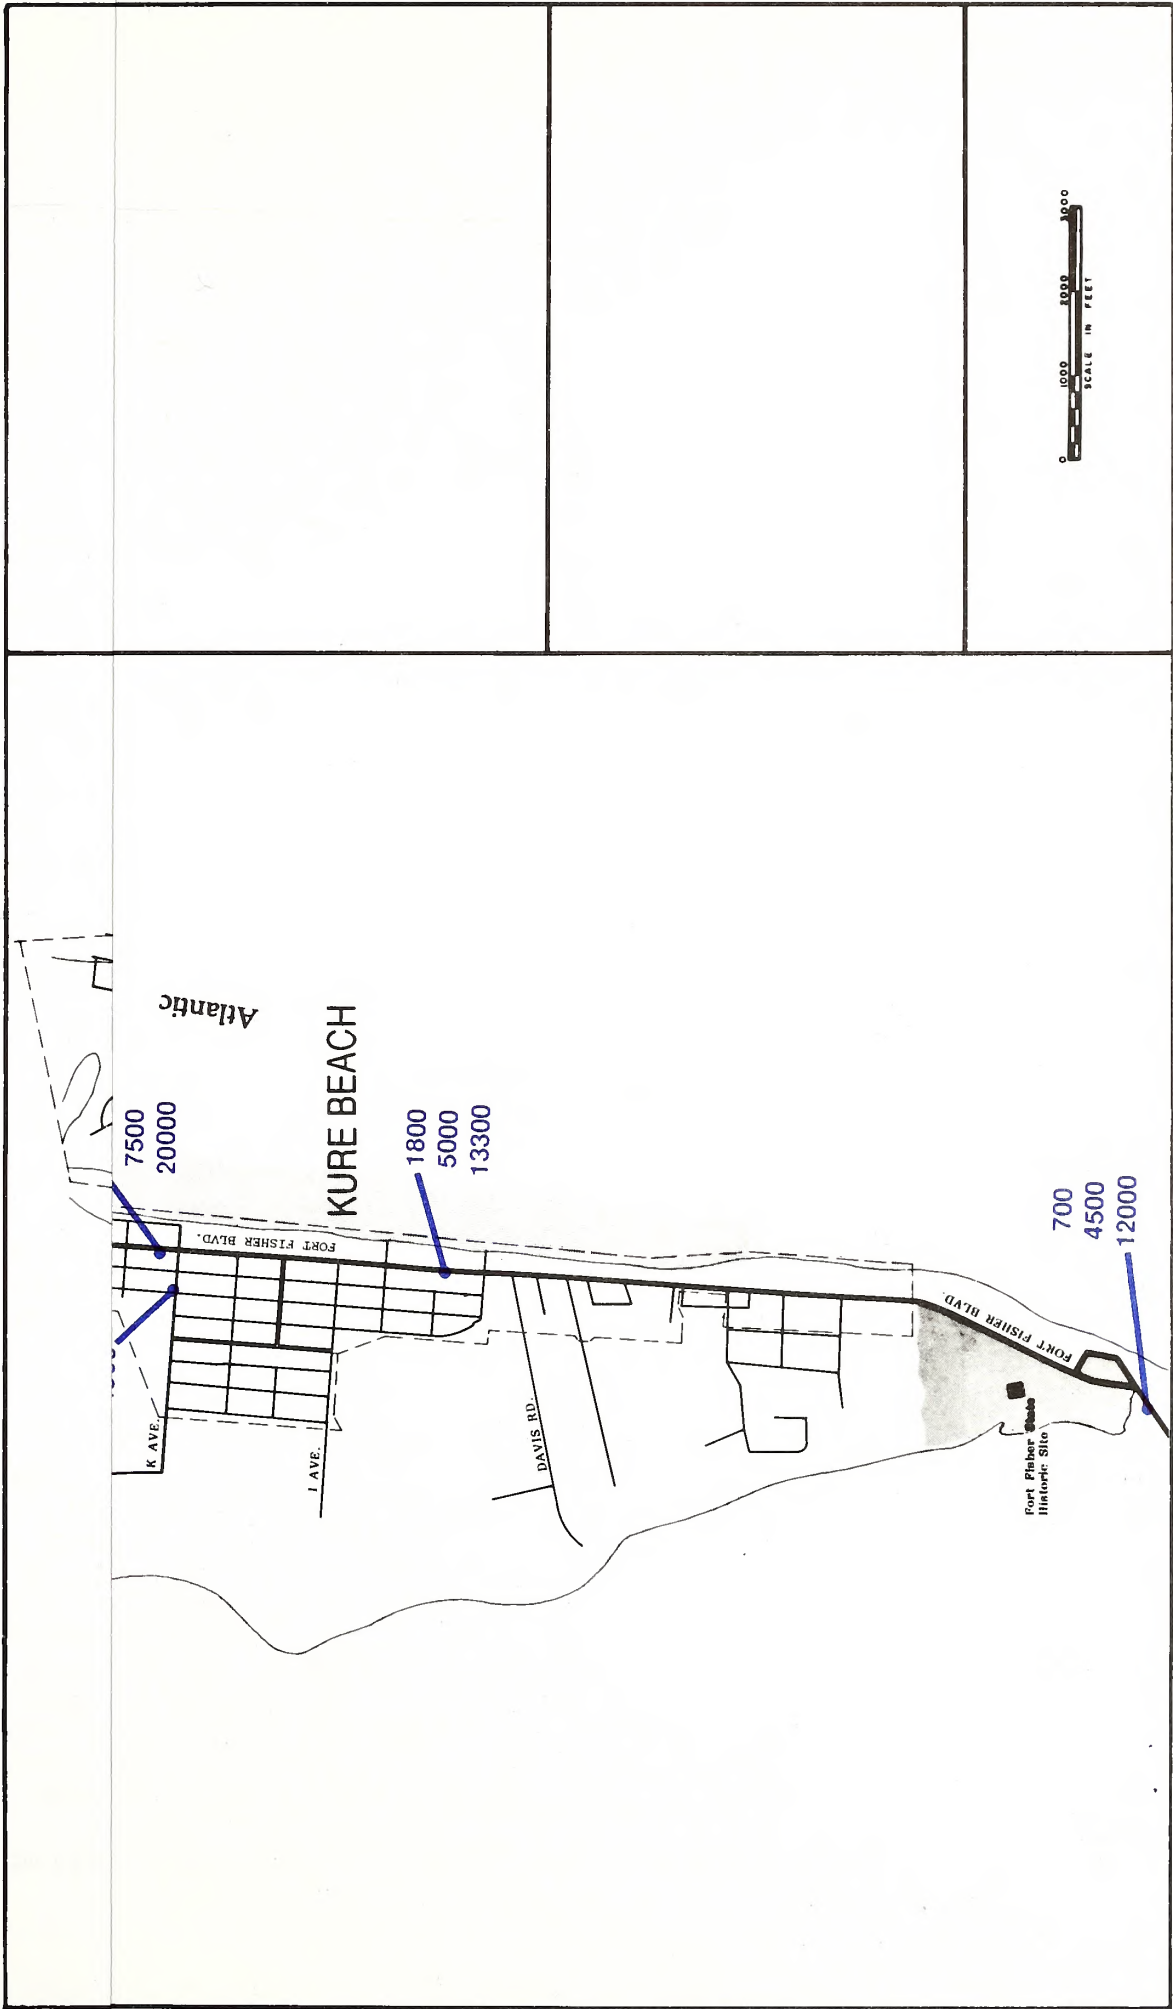 Atlantic
KURE BEACH
7500
20000
1800
5000
13300
700
4500
12000
FORT FISHER BLVD.
FORT FISHER BLVD.
K AVE.
I AVE.
DAVIS RD.
Fort Fisher State
Historic Site
0 1000 2000 3000
SCALE IN FEET